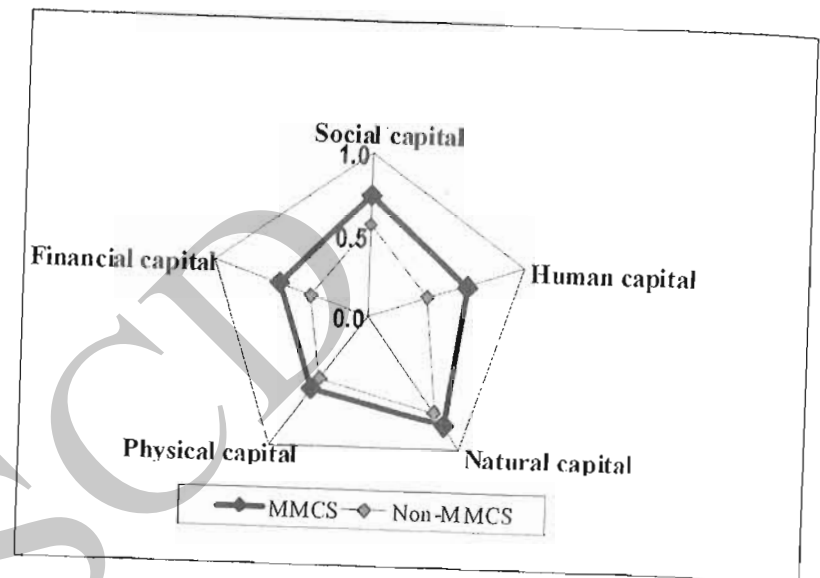 Social capital
1.0
0.5
Financial capital
Human capital
0.0
Physical capital
Natural capital
MMCS Non-MMCS
SCD